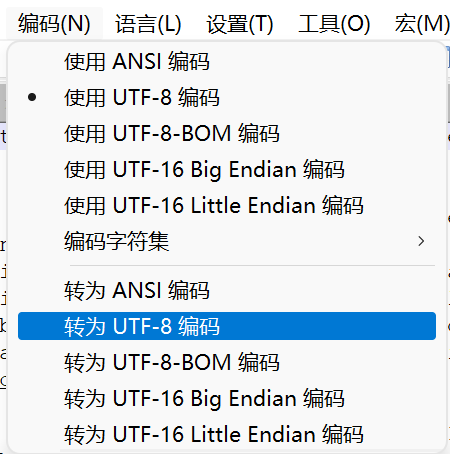 编码(N) 语言(L) 设置(T) 工具(O) 宏(M)
使用 ANSI 编码
使用 UTF-8 编码
使用 UTF-8-BOM 编码
使用 UTF-16 Big Endian 编码
使用 UTF-16 Little Endian 编码
编码字符集
转为 ANSI 编码
转为 UTF-8 编码
转为 UTF-8-BOM 编码
转为 UTF-16 Big Endian 编码
转为 UTF-16 Little Endian 编码